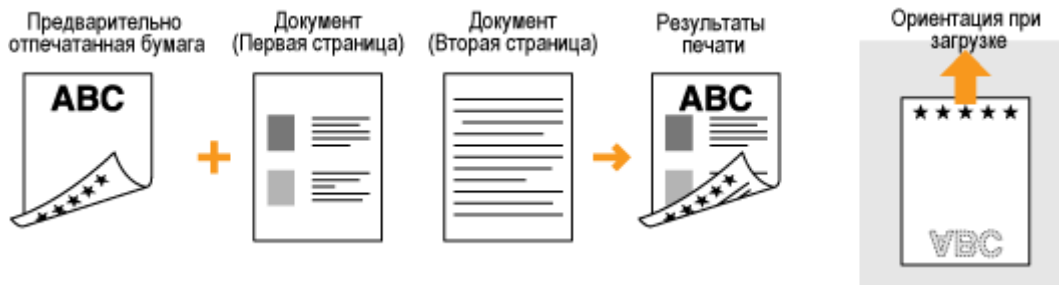 Предварительно
отпечатанная бумага
Документ
(Первая страница)
Документ
(Вторая страница)
Результаты
печати
Ориентация при
загрузке
ABC
ABC
ABC